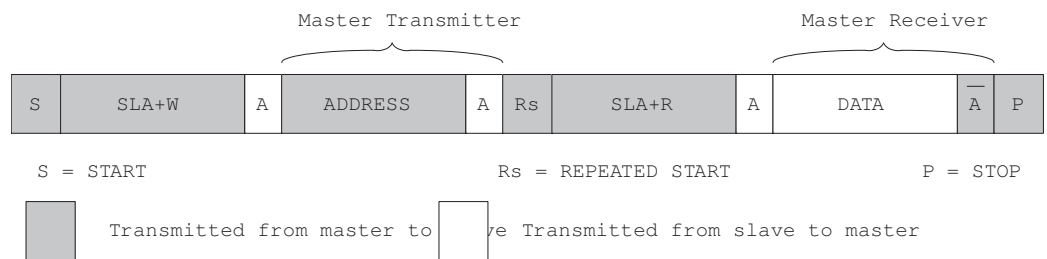 Master Transmitter Master Receiver
S SLA+W A ADDRESS A Rs SLA+R A DATA A̅ P
S = START Rs = REPEATED START P = STOP
Transmitted from master to Transmitted from slave to master